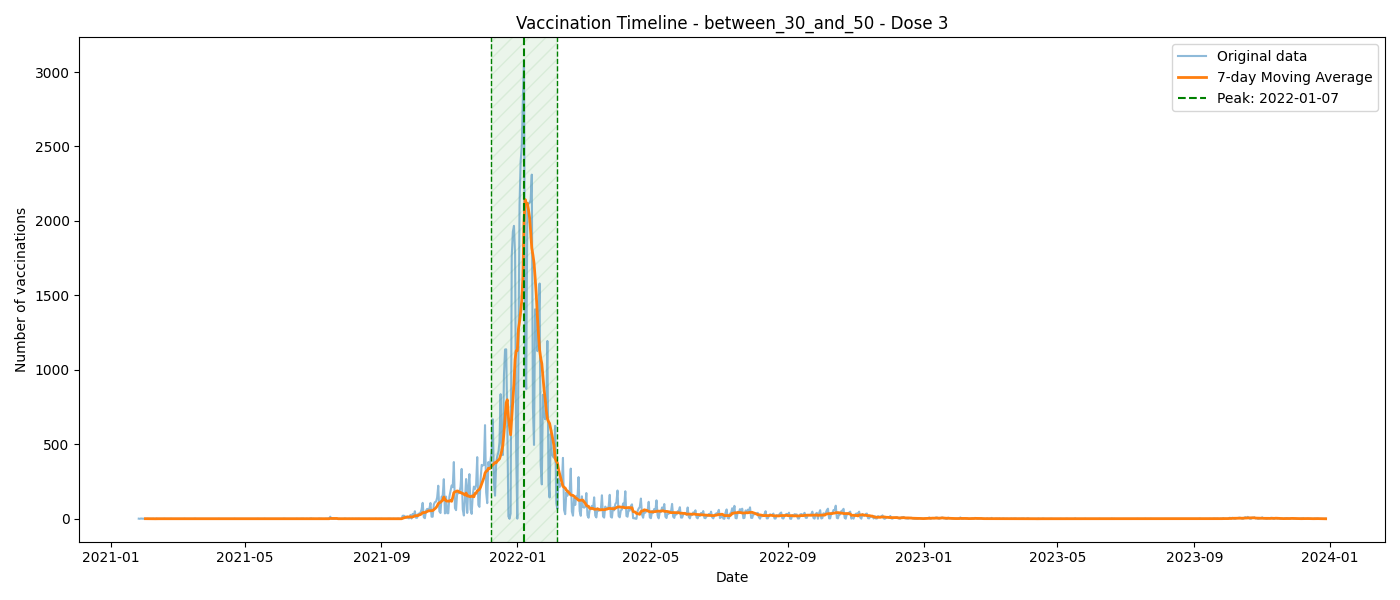 Vaccination Timeline - between_30_and_50 - Dose 3
Original data
7-day Moving Average
Peak: 2022-01-07
Number of vaccinations
3000
2500
2000
1500
1000
500
0
2021-01
2021-05
2021-09
2022-01
2022-05
2022-09
2023-01
2023-05
2023-09
2024-01
Date